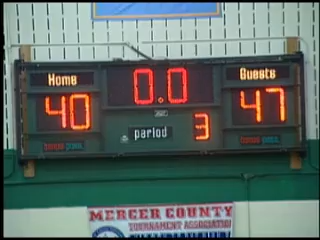 Home 0.0 Guests
40 47
period 3
MERCER COUNTY
TOURNAMENT ASSOCIATION